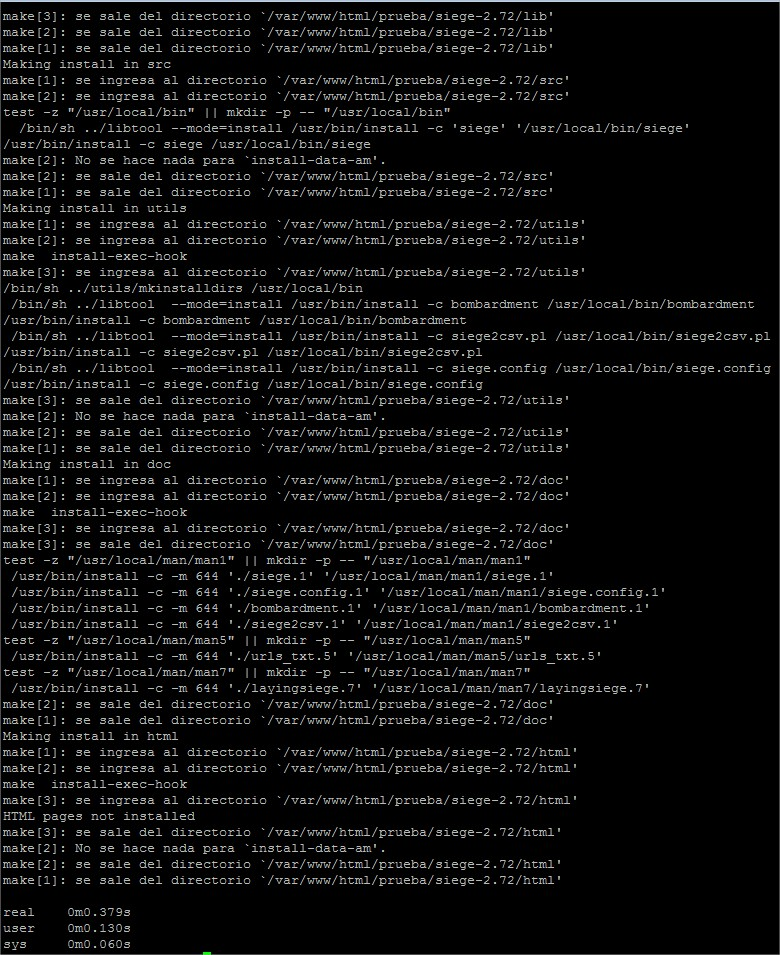 make[3]: se sale del directorio `/var/www/html/prueba/siege-2.72/lib'
make[2]: se sale del directorio `/var/www/html/prueba/siege-2.72/lib'
make[1]: se sale del directorio `/var/www/html/prueba/siege-2.72/lib'
Making install in src
make[1]: se ingresa al directorio `/var/www/html/prueba/siege-2.72/src'
make[2]: se ingresa al directorio `/var/www/html/prueba/siege-2.72/src'
test -z "/usr/local/bin" || mkdir -p -- "/usr/local/bin"
  /bin/sh ../libtool --mode=install /usr/bin/install -c 'siege' '/usr/local/bin/siege'
/usr/bin/install -c siege /usr/local/bin/siege
make[2]: No se hace nada para `install-data-am'.
make[2]: se sale del directorio `/var/www/html/prueba/siege-2.72/src'
make[1]: se sale del directorio `/var/www/html/prueba/siege-2.72/src'
Making install in utils
make[1]: se ingresa al directorio `/var/www/html/prueba/siege-2.72/utils'
make[2]: se ingresa al directorio `/var/www/html/prueba/siege-2.72/utils'
make  install-exec-hook
make[3]: se ingresa al directorio `/var/www/html/prueba/siege-2.72/utils'
/bin/sh ../utils/mkinstalldirs /usr/local/bin
 /bin/sh ../libtool  --mode=install /usr/bin/install -c bombardment /usr/local/bin/bombardment
/usr/bin/install -c bombardment /usr/local/bin/bombardment
 /bin/sh ../libtool  --mode=install /usr/bin/install -c siege2csv.pl /usr/local/bin/siege2csv.pl
/usr/bin/install -c siege2csv.pl /usr/local/bin/siege2csv.pl
 /bin/sh ../libtool  --mode=install /usr/bin/install -c siege.config /usr/local/bin/siege.config
/usr/bin/install -c siege.config /usr/local/bin/siege.config
make[3]: se sale del directorio `/var/www/html/prueba/siege-2.72/utils'
make[2]: No se hace nada para `install-data-am'.
make[2]: se sale del directorio `/var/www/html/prueba/siege-2.72/utils'
make[1]: se sale del directorio `/var/www/html/prueba/siege-2.72/utils'
Making install in doc
make[1]: se ingresa al directorio `/var/www/html/prueba/siege-2.72/doc'
make[2]: se ingresa al directorio `/var/www/html/prueba/siege-2.72/doc'
make  install-exec-hook
make[3]: se ingresa al directorio `/var/www/html/prueba/siege-2.72/doc'
make[3]: se sale del directorio `/var/www/html/prueba/siege-2.72/doc'
test -z "/usr/local/man/man1" || mkdir -p -- "/usr/local/man/man1"
 /usr/bin/install -c -m 644 './siege.1' '/usr/local/man/man1/siege.1'
 /usr/bin/install -c -m 644 './siege.config.1' '/usr/local/man/man1/siege.config.1'
 /usr/bin/install -c -m 644 './bombardment.1' '/usr/local/man/man1/bombardment.1'
 /usr/bin/install -c -m 644 './siege2csv.1' '/usr/local/man/man1/siege2csv.1'
test -z "/usr/local/man/man5" || mkdir -p -- "/usr/local/man/man5"
 /usr/bin/install -c -m 644 './urls_txt.5' '/usr/local/man/man5/urls_txt.5'
test -z "/usr/local/man/man7" || mkdir -p -- "/usr/local/man/man7"
 /usr/bin/install -c -m 644 './layingsiege.7' '/usr/local/man/man7/layingsiege.7'
make[2]: se sale del directorio `/var/www/html/prueba/siege-2.72/doc'
make[1]: se sale del directorio `/var/www/html/prueba/siege-2.72/doc'
Making install in html
make[1]: se ingresa al directorio `/var/www/html/prueba/siege-2.72/html'
make[2]: se ingresa al directorio `/var/www/html/prueba/siege-2.72/html'
make  install-exec-hook
make[3]: se ingresa al directorio `/var/www/html/prueba/siege-2.72/html'
HTML pages not installed
make[3]: se sale del directorio `/var/www/html/prueba/siege-2.72/html'
make[2]: No se hace nada para `install-data-am'.
make[2]: se sale del directorio `/var/www/html/prueba/siege-2.72/html'
make[1]: se sale del directorio `/var/www/html/prueba/siege-2.72/html'

real    0m0.379s
user    0m0.130s
sys     0m0.060s